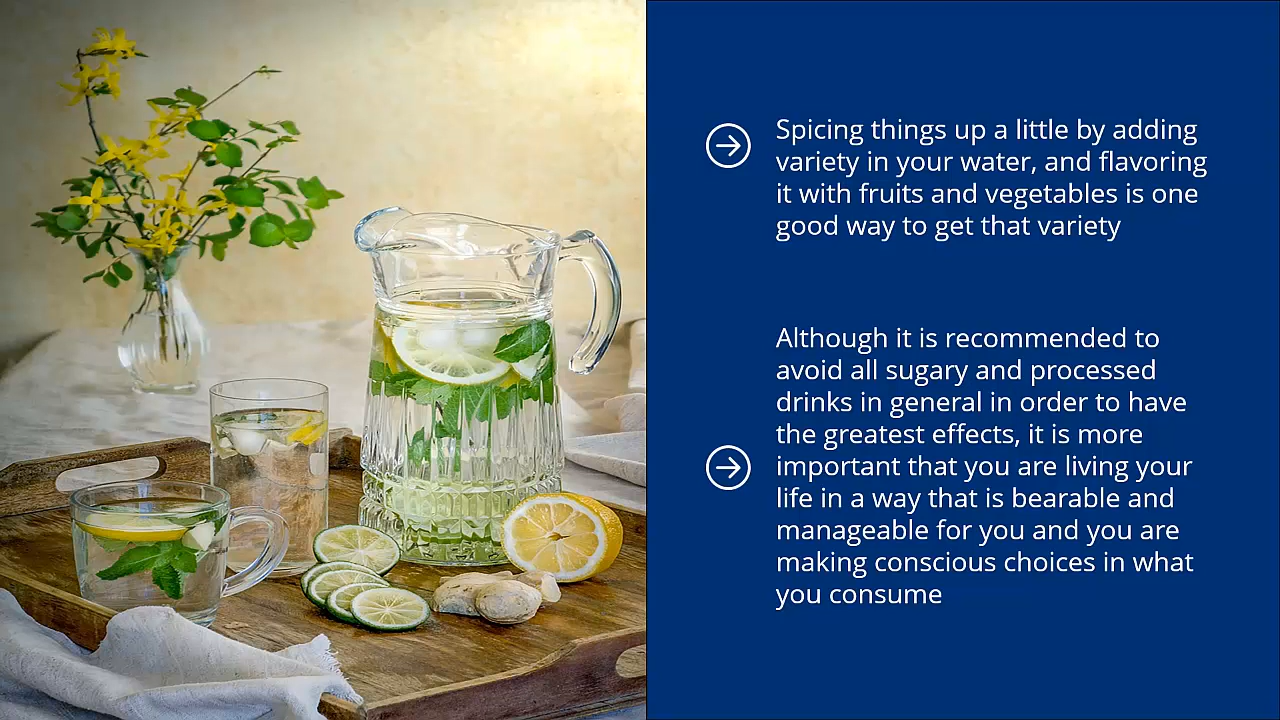 Spicing things up a little by adding
variety in your water, and flavoring
it with fruits and vegetables is one
good way to get that variety
Although it is recommended to
avoid all sugary and processed
drinks in general in order to have
the greatest effects, it is more
important that you are living your
life in a way that is bearable and
manageable for you and you are
making conscious choices in what
you consume